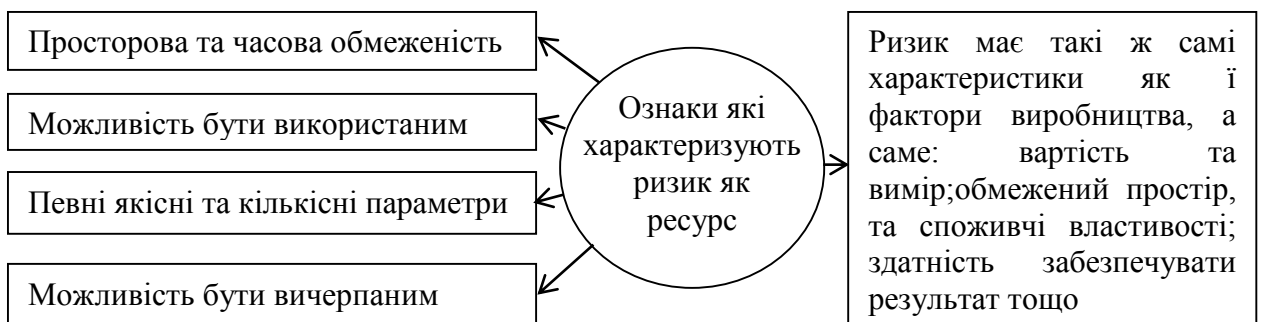 Просторова та часова обмеженість
Можливість бути використаним
Певні якісні та кількісні параметри
Можливість бути вичерпаним
Ознаки які
характеризують
ризик як
ресурс
Ризик має такі ж самі
характеристики як ї
фактори виробництва, а
саме: вартість та
вимір;обмежений простір,
та споживчі властивості;
здатність забезпечувати
результат тощо